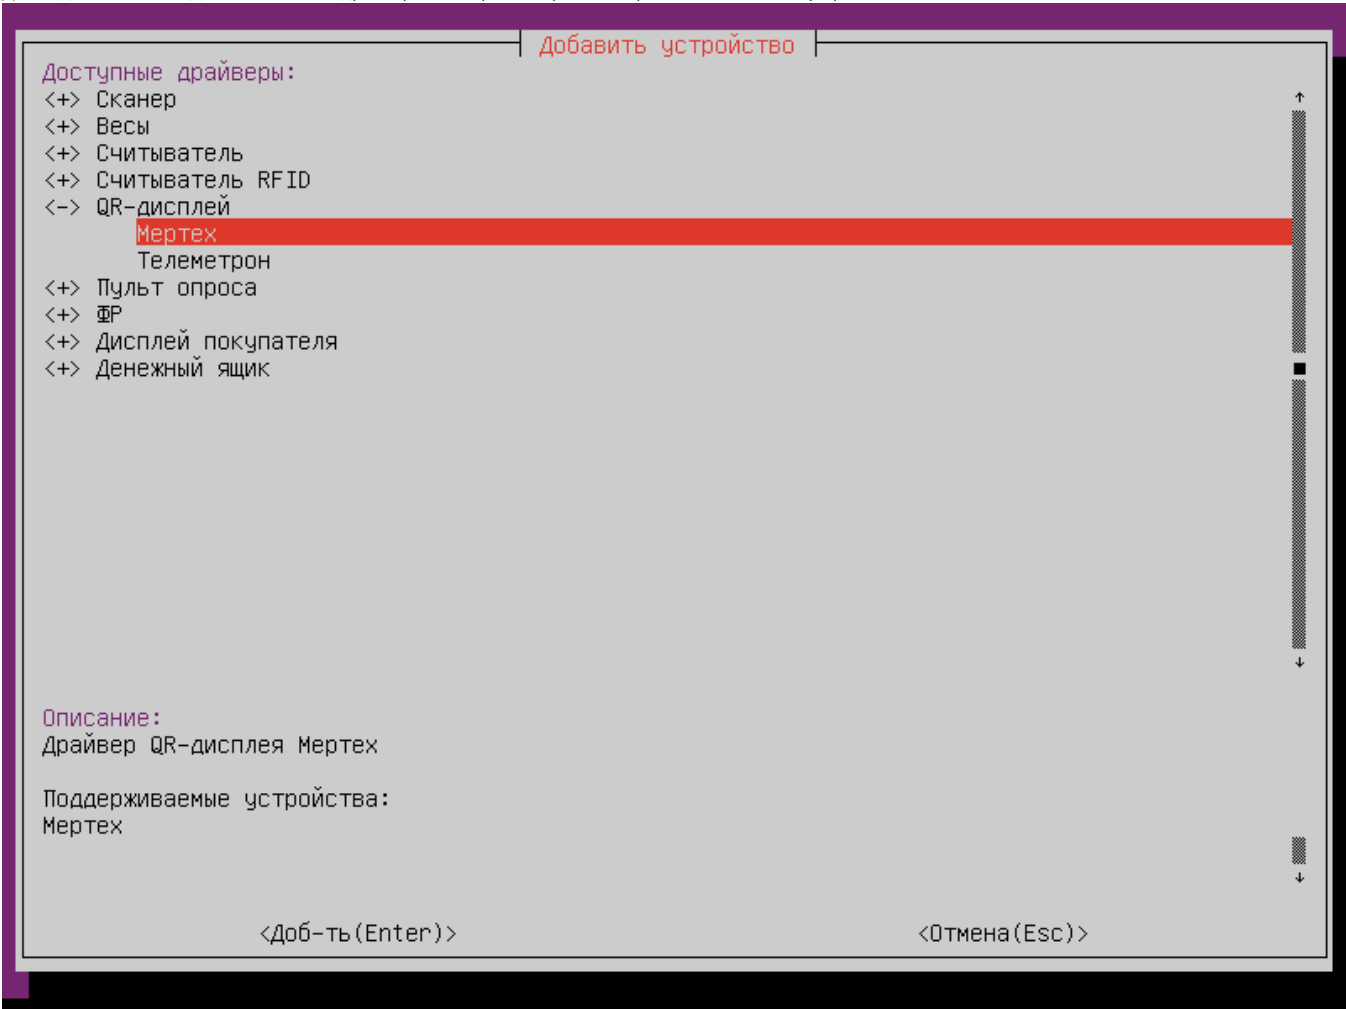 Добавить устройство
Доступные драйверы:
<+> Сканер
<+> Весы
<+> Считыватель
<+> Считыватель RFID
<-> QR-дисплей
Мертех
Телеметрон
<+> Пульт опроса
<+> ФР
<+> Дисплей покупателя
<+> Денежный ящик
Описание:
Драйвер QR-дисплея Мертех
Поддерживаемые устройства:
Мертех
<Доб-ть(Enter)> <Отмена(Esc)>